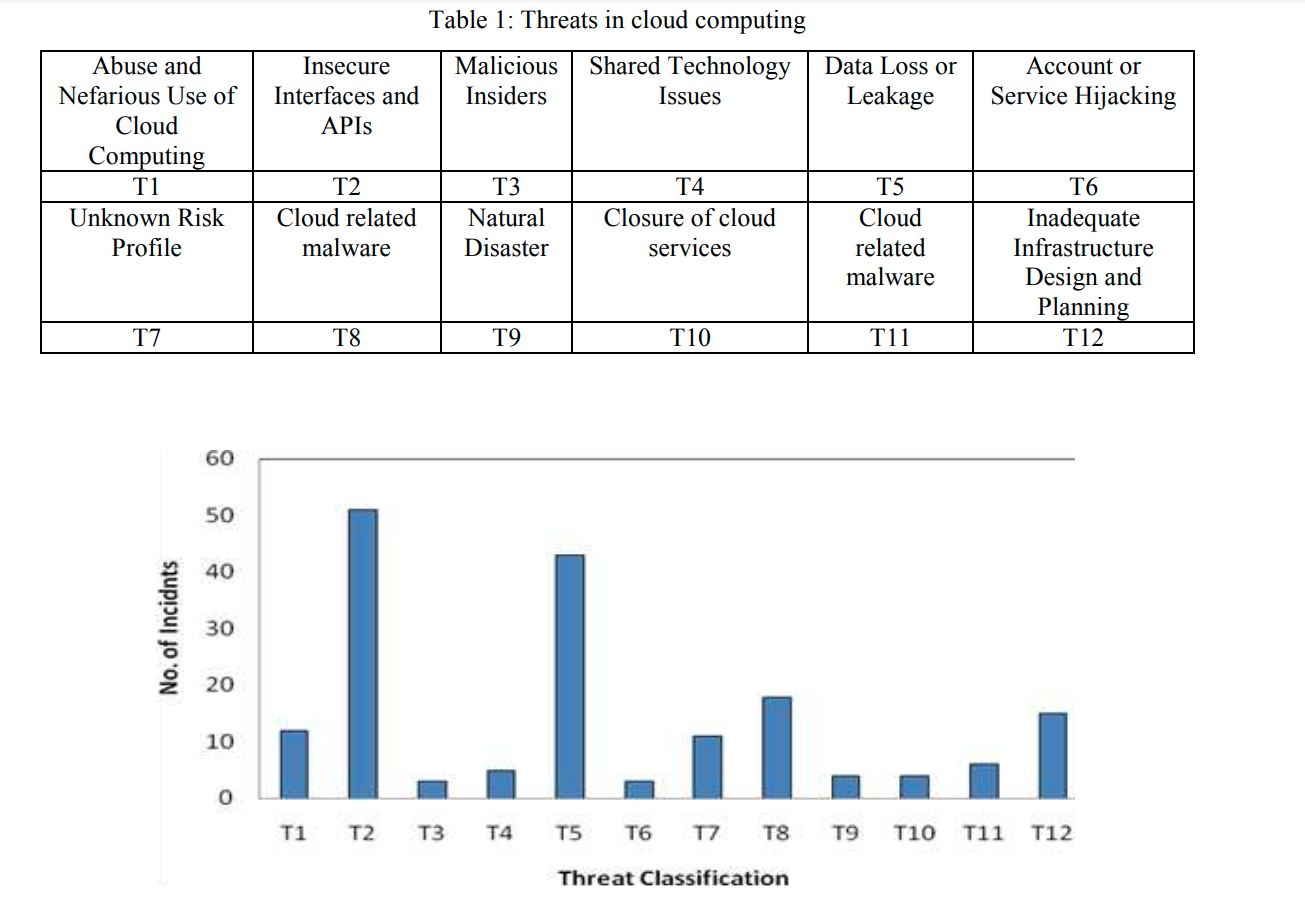 Table 1: Threats in cloud computing
Abuse and
Nefarious Use of
Cloud
Computing
Insecure
Interfaces and
APIs
Malicious
Insiders
Shared Technology
Issues
Data Loss or
Leakage
Account or
Service Hijacking
T1
T2
T3
T4
T5
T6
Unknown Risk
Profile
Cloud related
malware
Natural
Disaster
Closure of cloud
services
Cloud
related
malware
Inadequate
Infrastructure
Design and
Planning
T7
T8
T9
T10
T11
T12
No. of Incidnts
60
50
40
30
20
10
0
T1 T2 T3 T4 T5 T6 T7 T8 T9 T10 T11 T12
Threat Classification